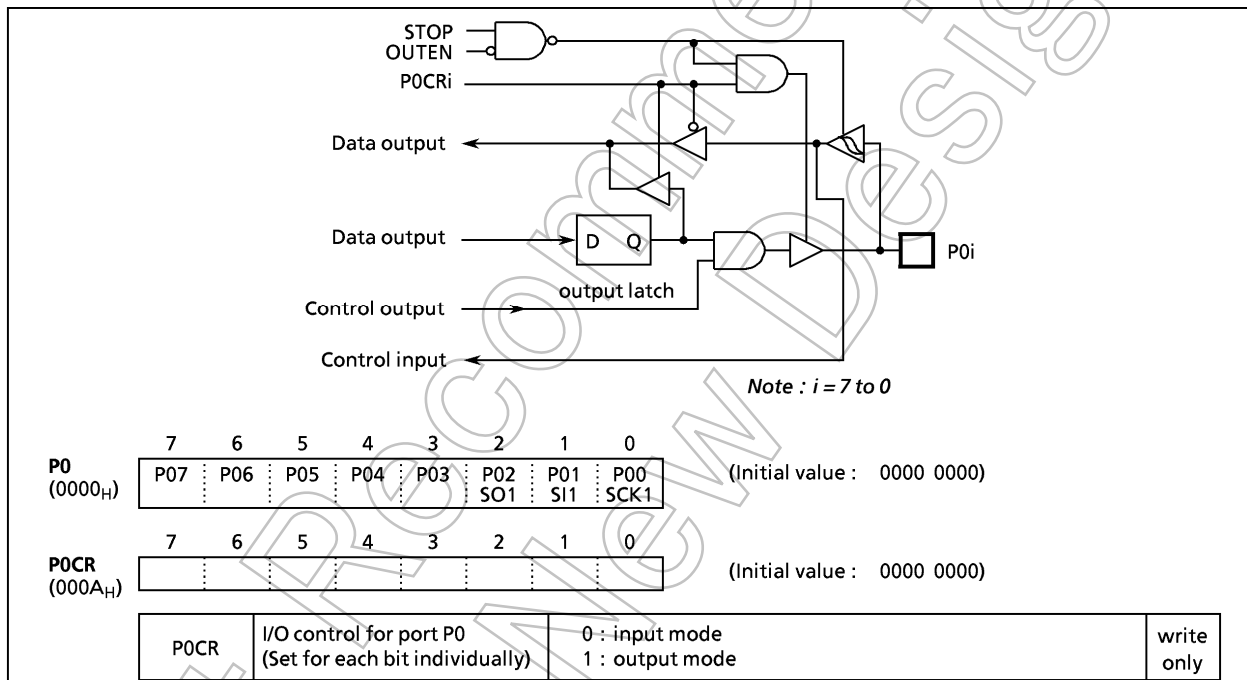 STOP
OUTEN
P0CRi
Data output
Data output
D Q
P0i
output latch
Control output
Control input
Note : i = 7 to 0
7 6 5 4 3 2 1 0
P0
(0000H)
P07 P06 P05 P04 P03 P02 P01 P00
SO1 SI1 SCK1
(Initial value : 0000 0000)
7 6 5 4 3 2 1 0
P0CR
(000AH)
(Initial value : 0000 0000)
P0CR
I/O control for port P0
(Set for each bit individually)
0 : input mode
1 : output mode
write
only
Recomme
New Desig